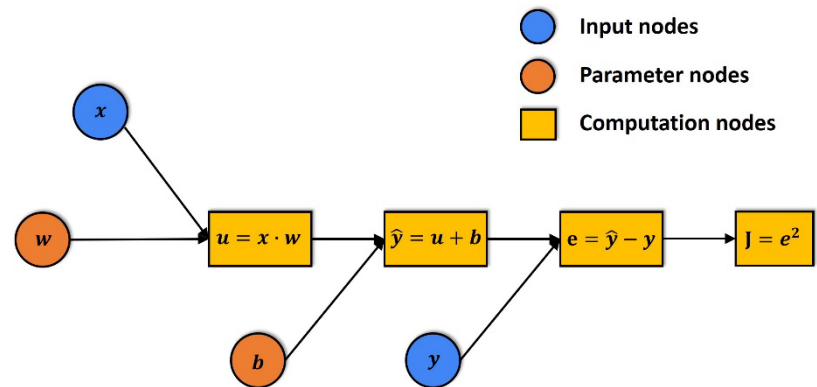 Input nodes
Parameter nodes
Computation nodes
x
w
u = x · w
ŷ = u + b
e = ŷ − y
J = e²
b
y